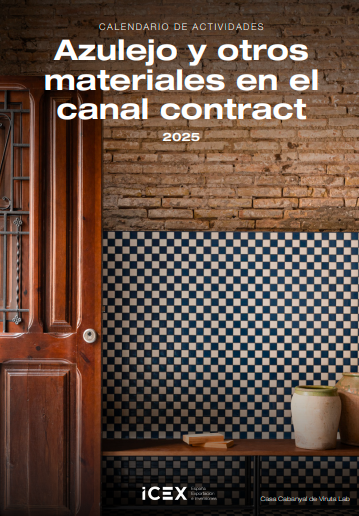 CALENDARIO DE ACTIVIDADES
Azulejo y otros
materiales en el
canal contract
2025
iCEX
España
Exportación
e Inversiones
Casa Cabanyal de Viruta Lab